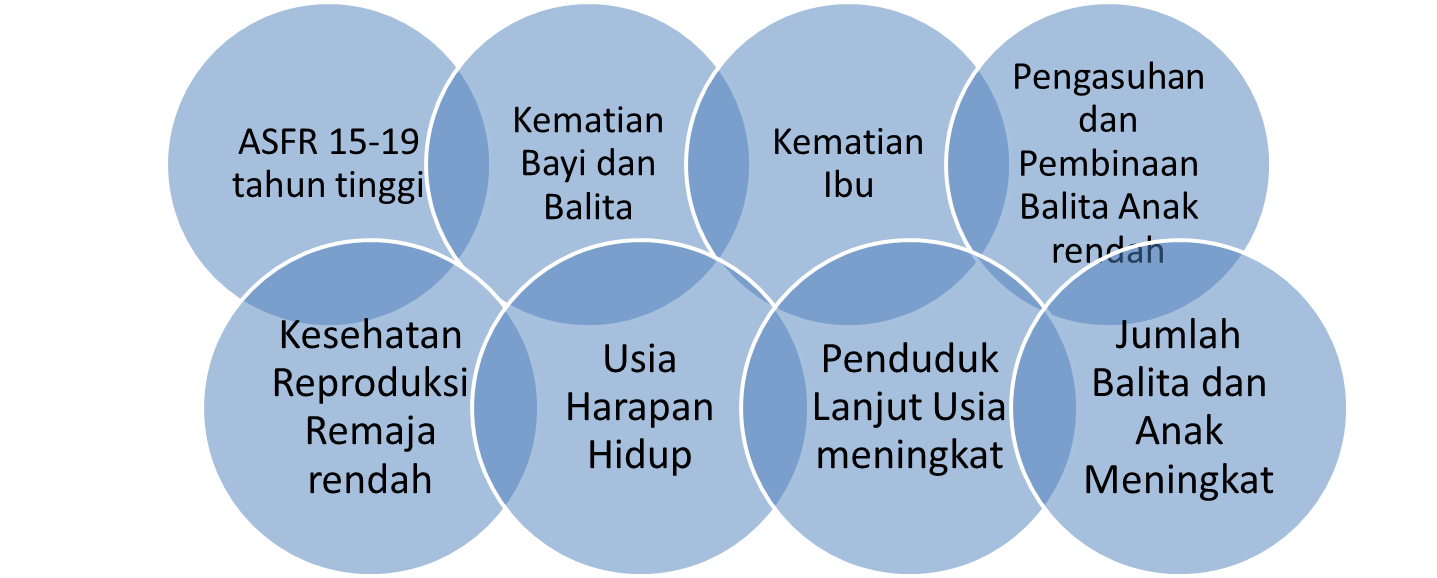 ASFR 15-19
tahun tinggi
Kematian
Bayi dan
Balita
Kematian
Ibu
Pengasuhan
dan
Pembinaan
Balita Anak
rendah
Kesehatan
Reproduksi
Remaja
rendah
Usia
Harapan
Hidup
Penduduk
Lanjut Usia
meningkat
Jumlah
Balita dan
Anak
Meningkat